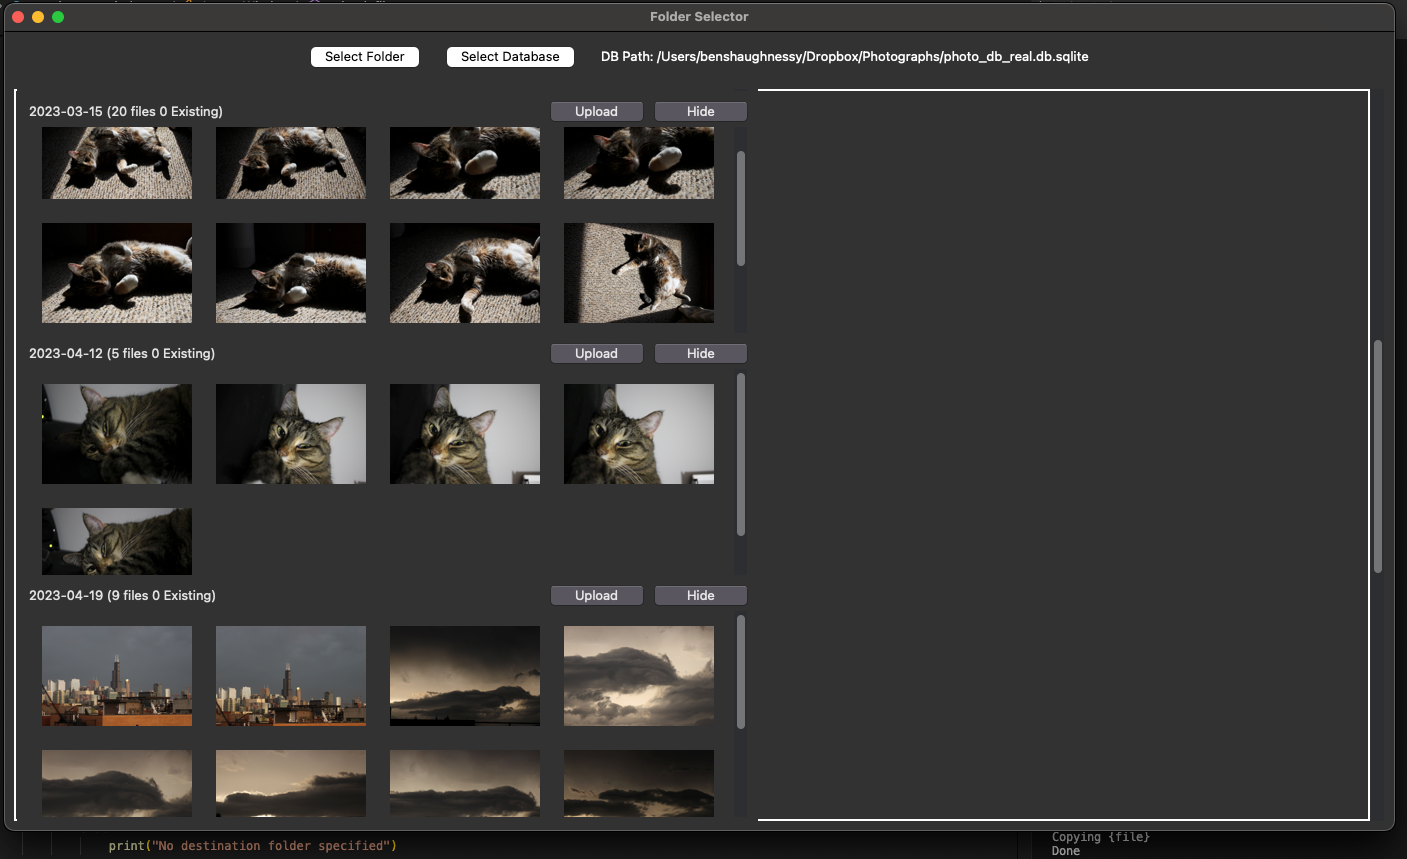 Folder Selector
Select Folder
Select Database
DB Path: /Users/benshaughnessy/Dropbox/Photographs/photo_db_real.db.sqlite
2023-03-15 (20 files 0 Existing)
Upload
Hide
2023-04-12 (5 files 0 Existing)
Upload
Hide
2023-04-19 (9 files 0 Existing)
Upload
Hide
print("No destination folder specified")
Copying {file}
Done